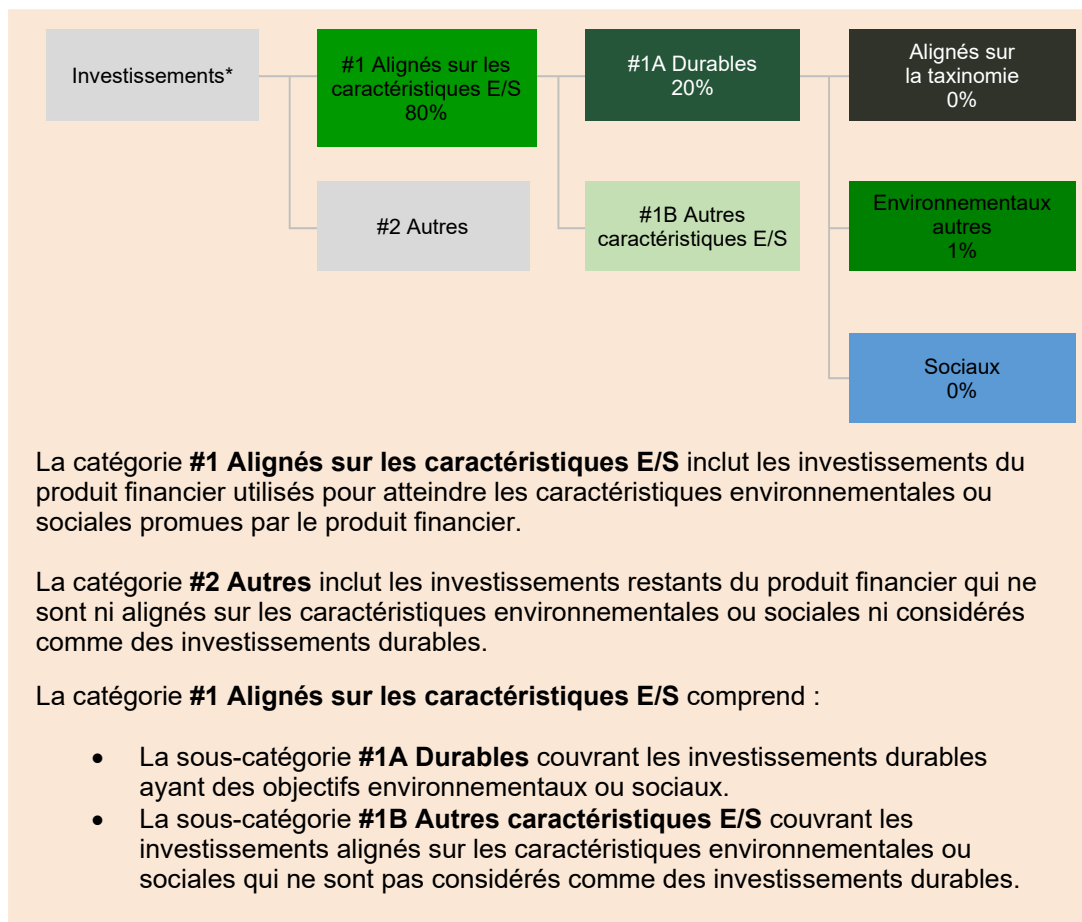 Investissements*
#1 Alignés sur les
caractéristiques E/S
80%
#1A Durables
20%
Alignés sur
la taxinomie
0%
#2 Autres
#1B Autres
caractéristiques E/S
Environnementaux
autres
1%
Sociaux
0%
La catégorie #1 Alignés sur les caractéristiques E/S inclut les investissements du
produit financier utilisés pour atteindre les caractéristiques environnementales ou
sociales promues par le produit financier.
La catégorie #2 Autres inclut les investissements restants du produit financier qui ne
sont ni alignés sur les caractéristiques environnementales ou sociales ni considérés
comme des investissements durables.
La catégorie #1 Alignés sur les caractéristiques E/S comprend :
• La sous-catégorie #1A Durables couvrant les investissements durables
ayant des objectifs environnementaux ou sociaux.
• La sous-catégorie #1B Autres caractéristiques E/S couvrant les
investissements alignés sur les caractéristiques environnementales ou
sociales qui ne sont pas considérés comme des investissements durables.